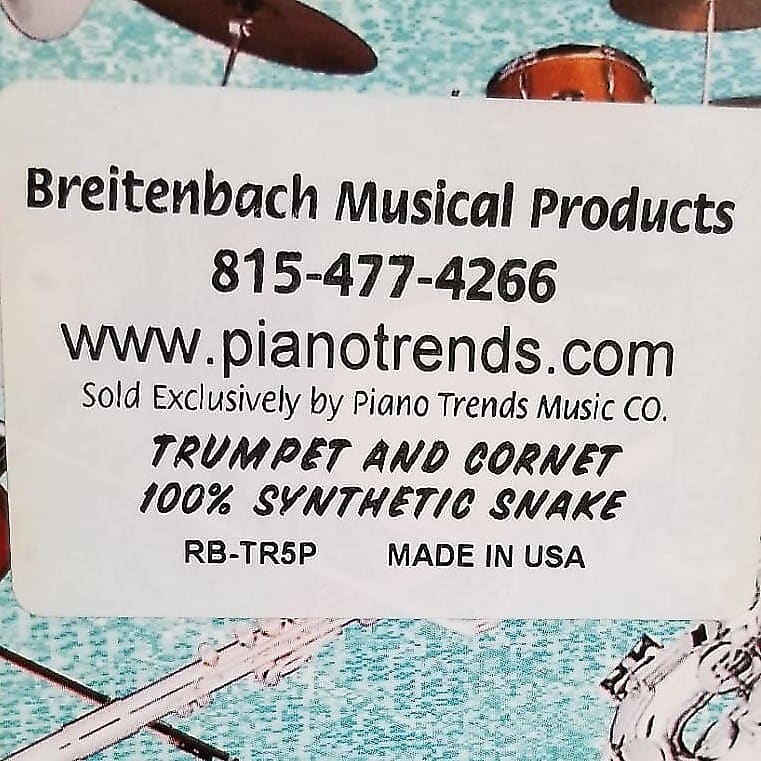 Breitenbach Musical Products
815-477-4266
www.pianotrends.com
Sold Exclusively by Piano Trends Music CO.
TRUMPET AND CORNET
100% SYNTHETIC SNAKE
RB-TR5P MADE IN USA